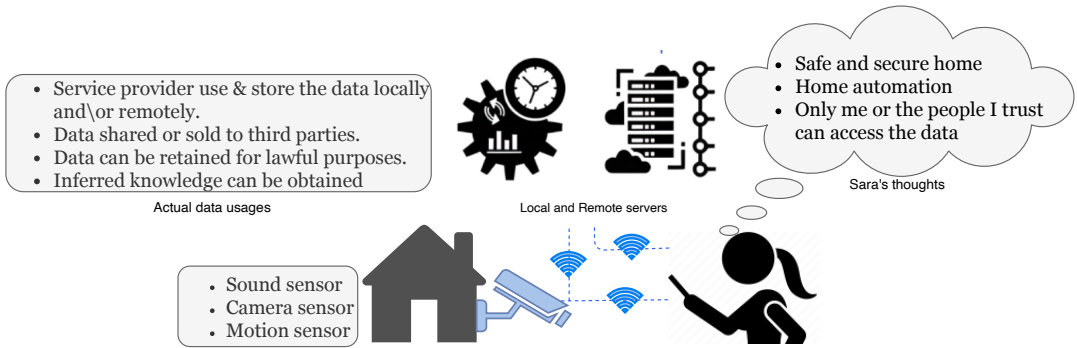 • Service provider use & store the data locally
and\or remotely.
• Data shared or sold to third parties.
• Data can be retained for lawful purposes.
• Inferred knowledge can be obtained
Actual data usages
Local and Remote servers
• Safe and secure home
• Home automation
• Only me or the people I trust
can access the data
Sara's thoughts
• Sound sensor
• Camera sensor
• Motion sensor